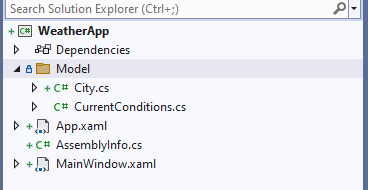 Search Solution Explorer (Ctrl+;)
WeatherApp
Dependencies
Model
City.cs
CurrentConditions.cs
App.xaml
AssemblyInfo.cs
MainWindow.xaml